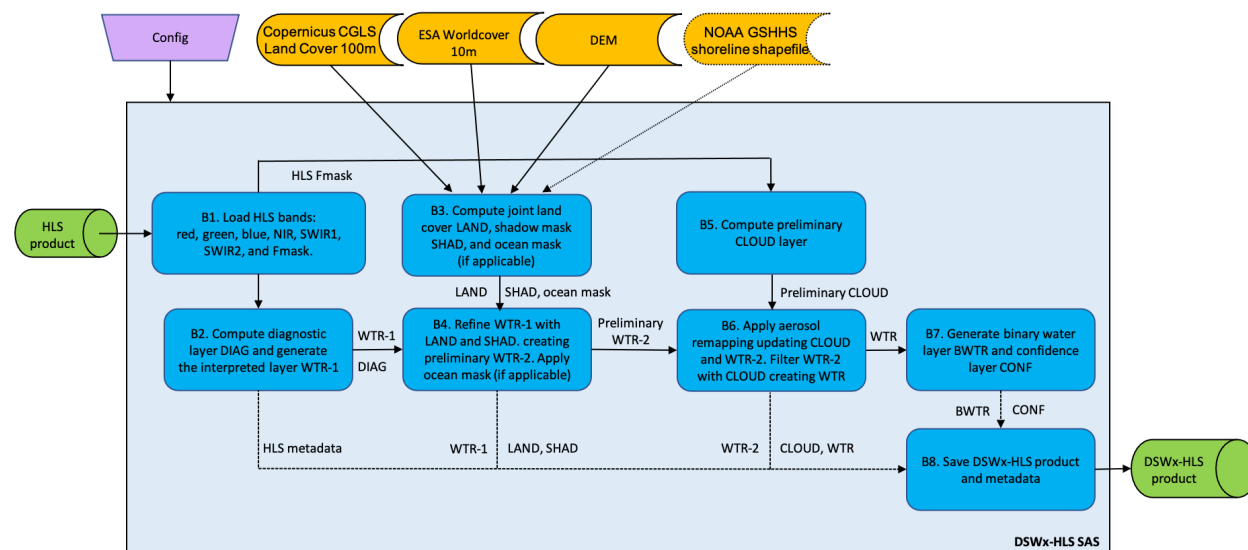 Config
Copernicus CGLS
Land Cover 100m
ESA Worldcover
10m
DEM
NOAA GSHHS
shoreline shapefile
HLS Fmask
HLS
product
B1. Load HLS bands:
red, green, blue, NIR, SWIR1,
SWIR2, and Fmask.
B3. Compute joint land
cover LAND, shadow mask
SHAD, and ocean mask
(if applicable)
B5. Compute preliminary
CLOUD layer
LAND
SHAD, ocean mask
Preliminary CLOUD
B2. Compute diagnostic
layer DIAG and generate
the interpreted layer WTR-1
WTR-1
DIAG
B4. Refine WTR-1 with
LAND and SHAD. creating
preliminary WTR-2. Apply
ocean mask (if applicable)
Preliminary
WTR-2
B6. Apply aerosol
remapping updating CLOUD
and WTR-2. Filter WTR-2
with CLOUD creating WTR
WTR
B7. Generate binary water
layer BWTR and confidence
layer CONF
BWTR
CONF
HLS metadata
WTR-1
LAND, SHAD
WTR-2
CLOUD, WTR
B8. Save DSWx-HLS product
and metadata
DSWx-HLS
product
DSWx-HLS SAS